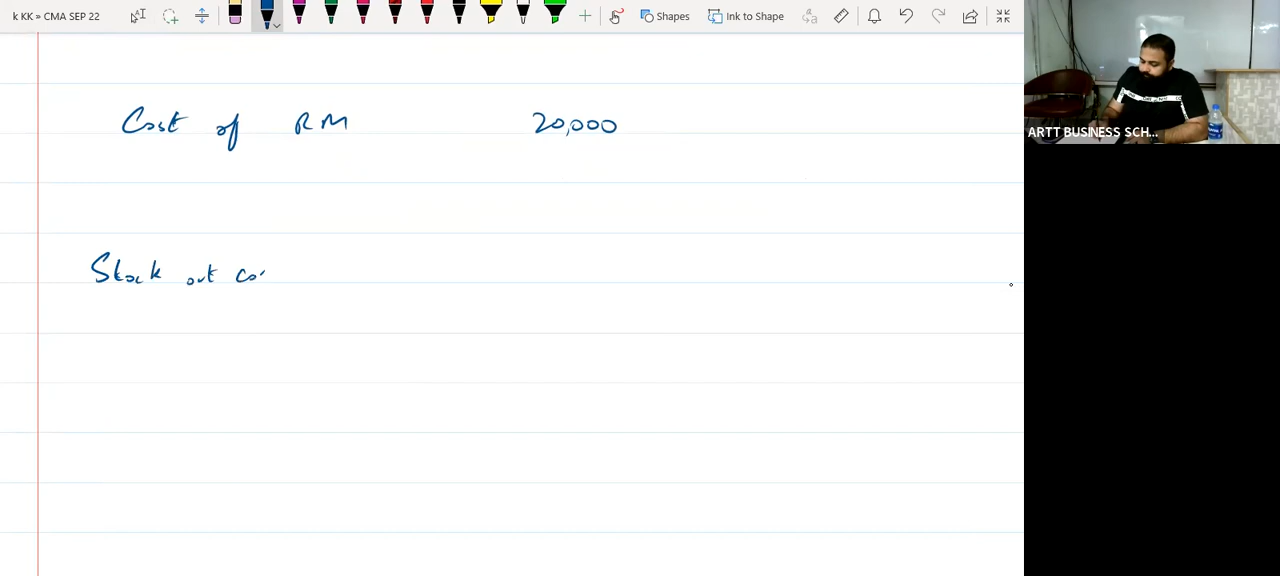 k KK » CMA SEP 22
Shapes
Ink to Shape
ARTT BUSINESS SCH...
Cost of RM 20,000
Stock out co